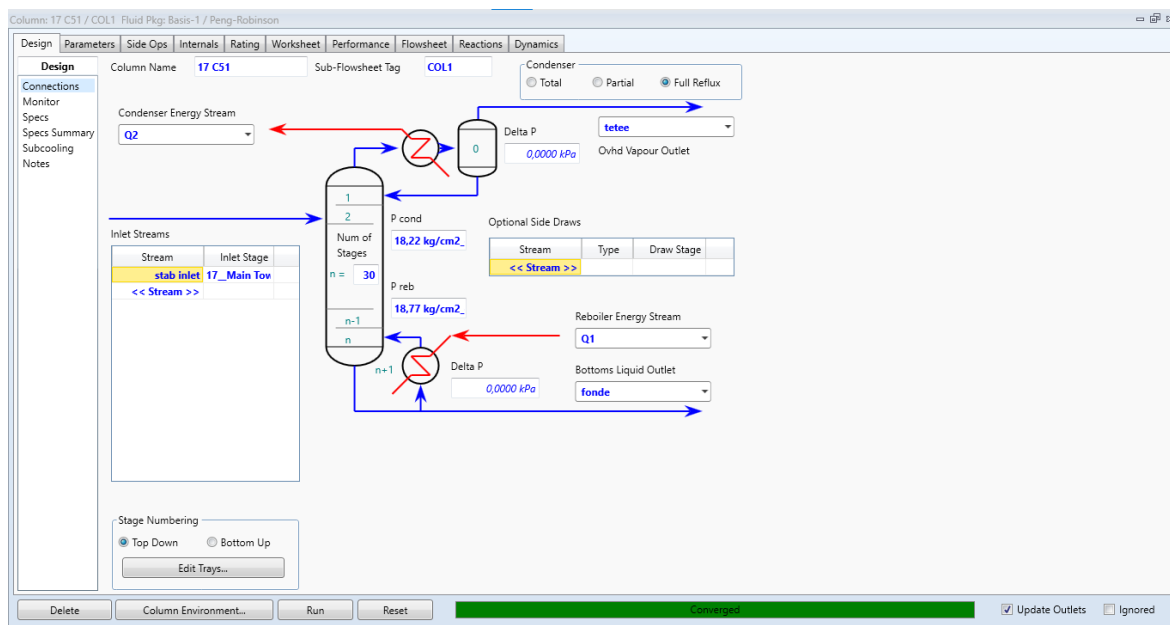 Column: 17 C51 / COL1 Fluid Pkg: Basis-1 / Peng-Robinson
Design Parameters Side Ops Internals Rating Worksheet Performance Flowsheet Reactions Dynamics
Design
Connections
Monitor
Specs
Specs Summary
Subcooling
Notes
Column Name 17 C51 Sub-Flowsheet Tag COL1
Condenser
Total Partial Full Reflux
Condenser Energy Stream
Q2
0
Delta P
0,0000 kPa
tetee
Ovhd Vapour Outlet
1
2
Num of
Stages
n = 30
n-1
n
n+1
P cond
18,22 kg/cm2_
P reb
18,77 kg/cm2_
Optional Side Draws
Stream Type Draw Stage
<< Stream >>
Inlet Streams
Stream Inlet Stage
stab inlet 17__Main Tow
<< Stream >>
Reboiler Energy Stream
Q1
Delta P
0,0000 kPa
Bottoms Liquid Outlet
fonde
Stage Numbering
Top Down Bottom Up
Edit Trays...
Delete Column Environment... Run Reset Converged Update Outlets Ignored